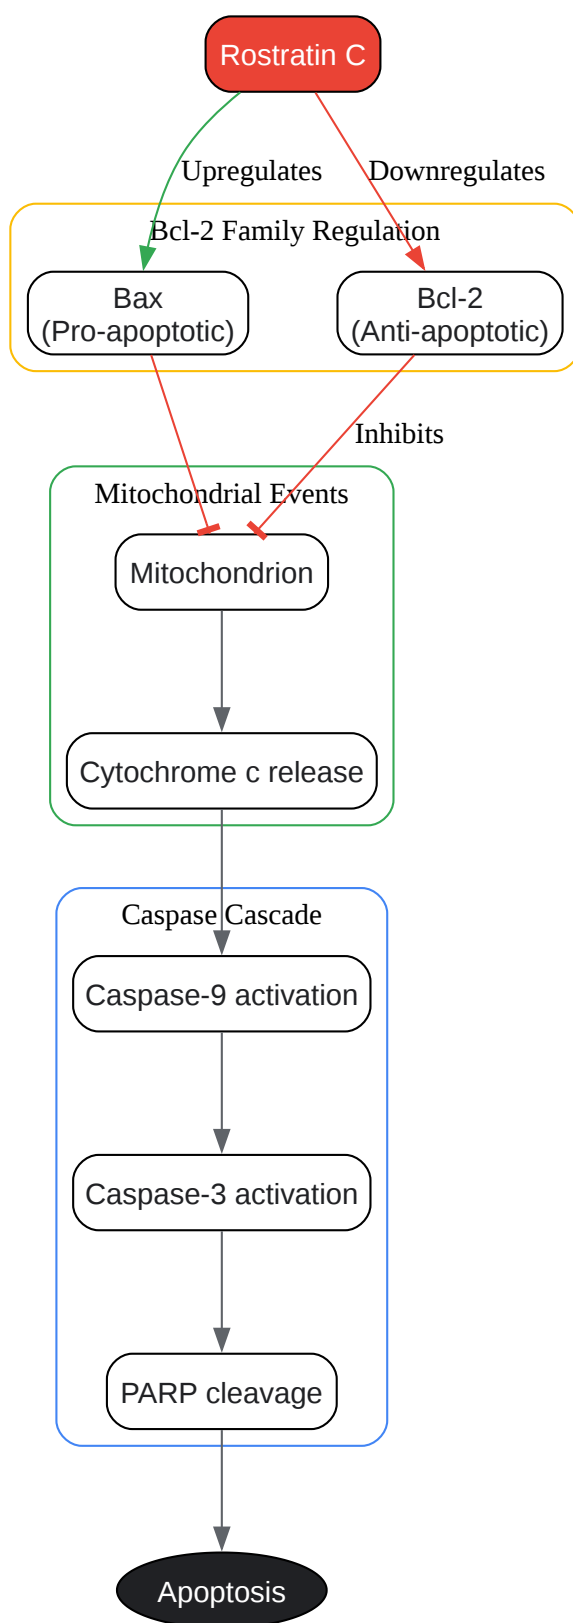 Rostratin C
Upregulates
Downregulates
Bcl-2 Family Regulation
Bax
(Pro-apoptotic)
Bcl-2
(Anti-apoptotic)
Inhibits
Mitochondrial Events
Mitochondrion
Cytochrome c release
Caspase Cascade
Caspase-9 activation
Caspase-3 activation
PARP cleavage
Apoptosis